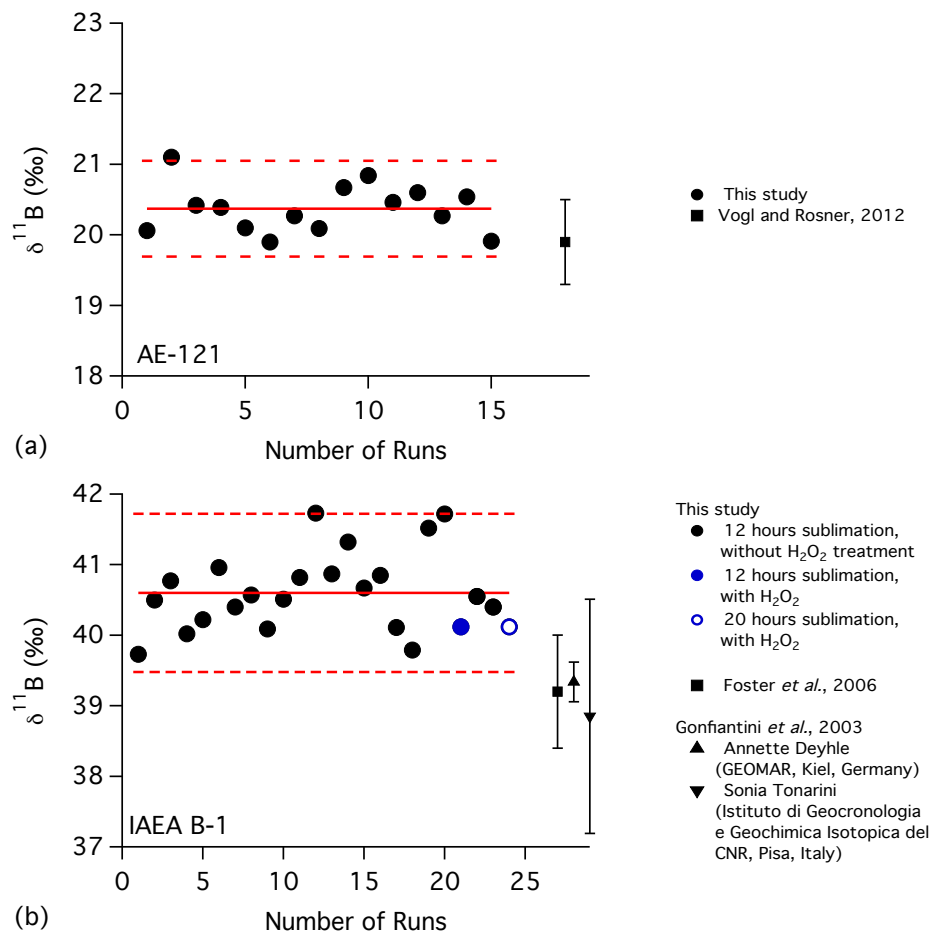 23
22
21
20
19
18
δ ¹¹B (‰)
AE-121
0 5 10 15
Number of Runs
(a)
This study
Vogl and Rosner, 2012
42
41
40
39
38
37
δ ¹¹B (‰)
IAEA B-1
0 5 10 15 20 25
Number of Runs
(b)
This study
12 hours sublimation,
without H₂O₂ treatment
12 hours sublimation,
with H₂O₂
20 hours sublimation,
with H₂O₂
Foster et al., 2006
Gonfiantini et al., 2003
Annette Deyhle
(GEOMAR, Kiel, Germany)
Sonia Tonarini
(Istituto di Geocronologia
e Geochimica Isotopica del
CNR, Pisa, Italy)